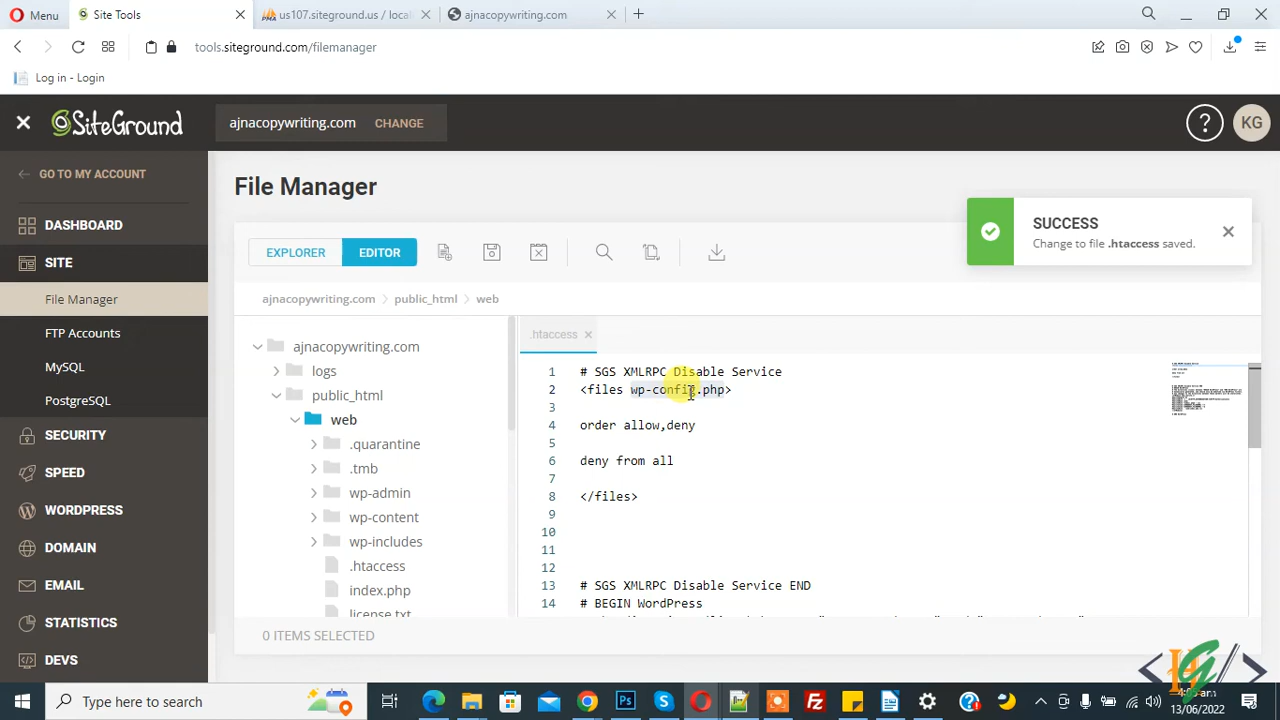 Menu
Site Tools
us107.siteground.us / local
ajnacopywriting.com
tools.siteground.com/filemanager
Log in - Login
SiteGround
ajnacopywriting.com CHANGE
?
KG
GO TO MY ACCOUNT
DASHBOARD
SITE
File Manager
FTP Accounts
MySQL
PostgreSQL
SECURITY
SPEED
WORDPRESS
DOMAIN
EMAIL
STATISTICS
DEVS
File Manager
SUCCESS
Change to file .htaccess saved.
EXPLORER EDITOR
ajnacopywriting.com > public_html > web
ajnacopywriting.com
logs
public_html
web
.quarantine
.tmb
wp-admin
wp-content
wp-includes
.htaccess
index.php
license.txt
.htaccess
1 # SGS XMLRPC Disable Service
2 <files wp-config.php>
3
4 order allow,deny
5
6 deny from all
7
8 </files>
9
10
11
12
13 # SGS XMLRPC Disable Service END
14 # BEGIN WordPress
0 ITEMS SELECTED
Type here to search
13/06/2022